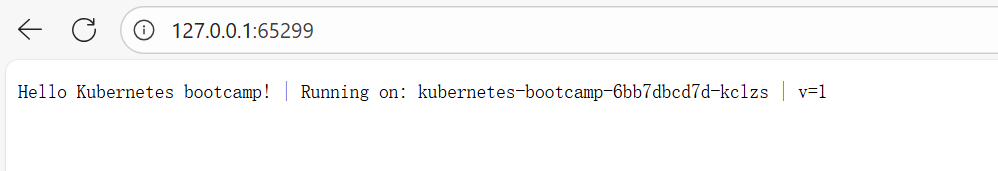 127.0.0.1:65299
Hello Kubernetes bootcamp! | Running on: kubernetes-bootcamp-6bb7dbcd7d-kclzs | v=1